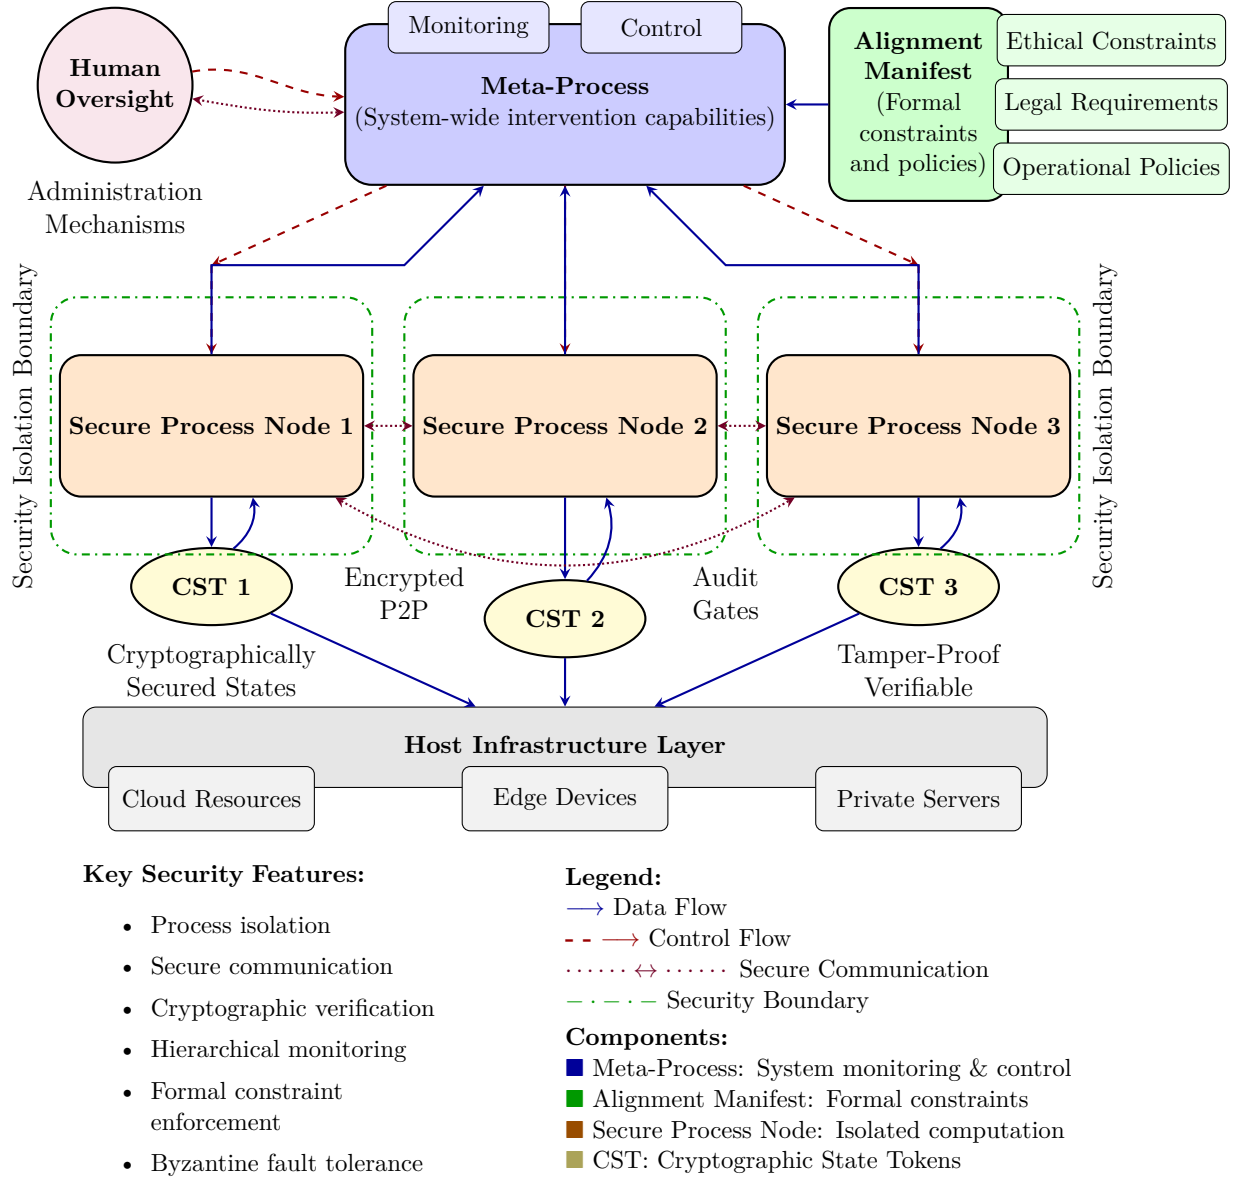 Monitoring
Control
Human
Oversight
Meta-Process
(System-wide intervention capabilities)
Alignment
Manifest
(Formal
constraints
and policies)
Ethical Constraints
Legal Requirements
Operational Policies
Administration
Mechanisms
Security Isolation Boundary
Secure Process Node 1
Secure Process Node 2
Secure Process Node 3
Security Isolation Boundary
CST 1
Encrypted
P2P
CST 2
Audit
Gates
CST 3
Cryptographically
Secured States
Tamper-Proof
Verifiable
Host Infrastructure Layer
Cloud Resources
Edge Devices
Private Servers
Key Security Features:
• Process isolation
• Secure communication
• Cryptographic verification
• Hierarchical monitoring
• Formal constraint
enforcement
• Byzantine fault tolerance
Legend:
Data Flow
Control Flow
Secure Communication
Security Boundary
Components:
Meta-Process: System monitoring & control
Alignment Manifest: Formal constraints
Secure Process Node: Isolated computation
CST: Cryptographic State Tokens